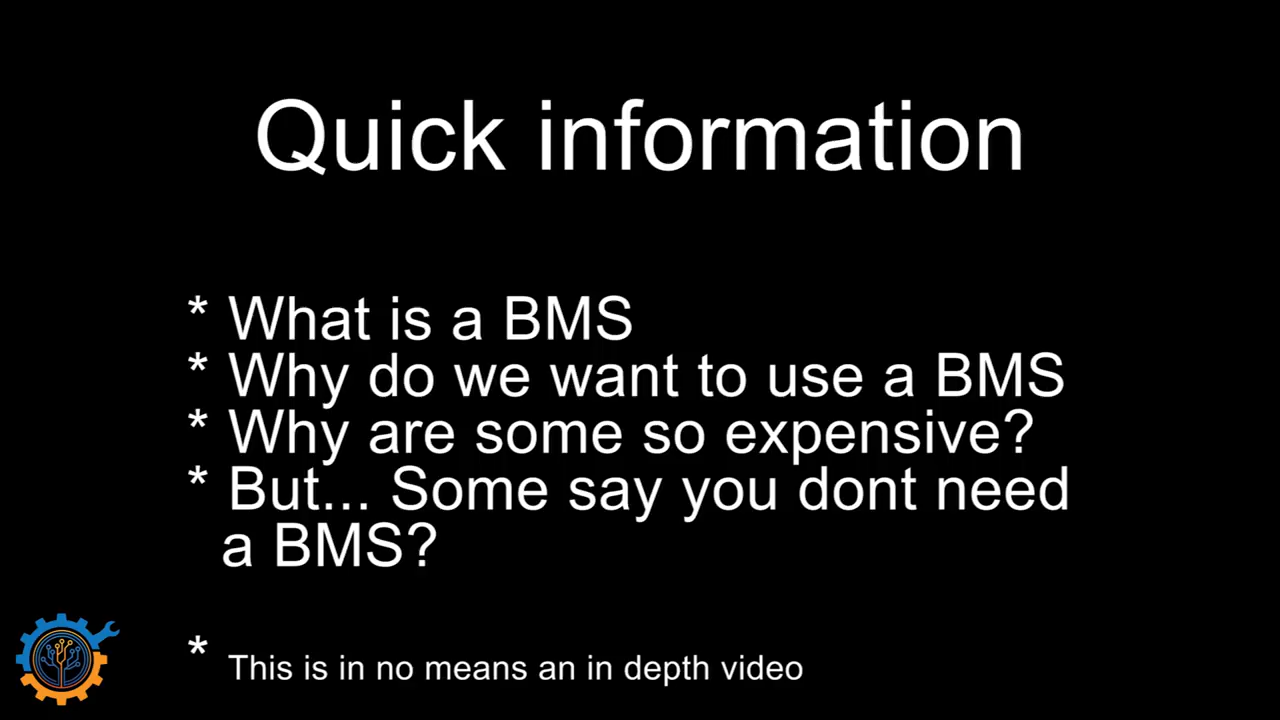 Quick information
* What is a BMS
* Why do we want to use a BMS
* Why are some so expensive?
* But... Some say you dont need
a BMS?
* This is in no means an in depth video